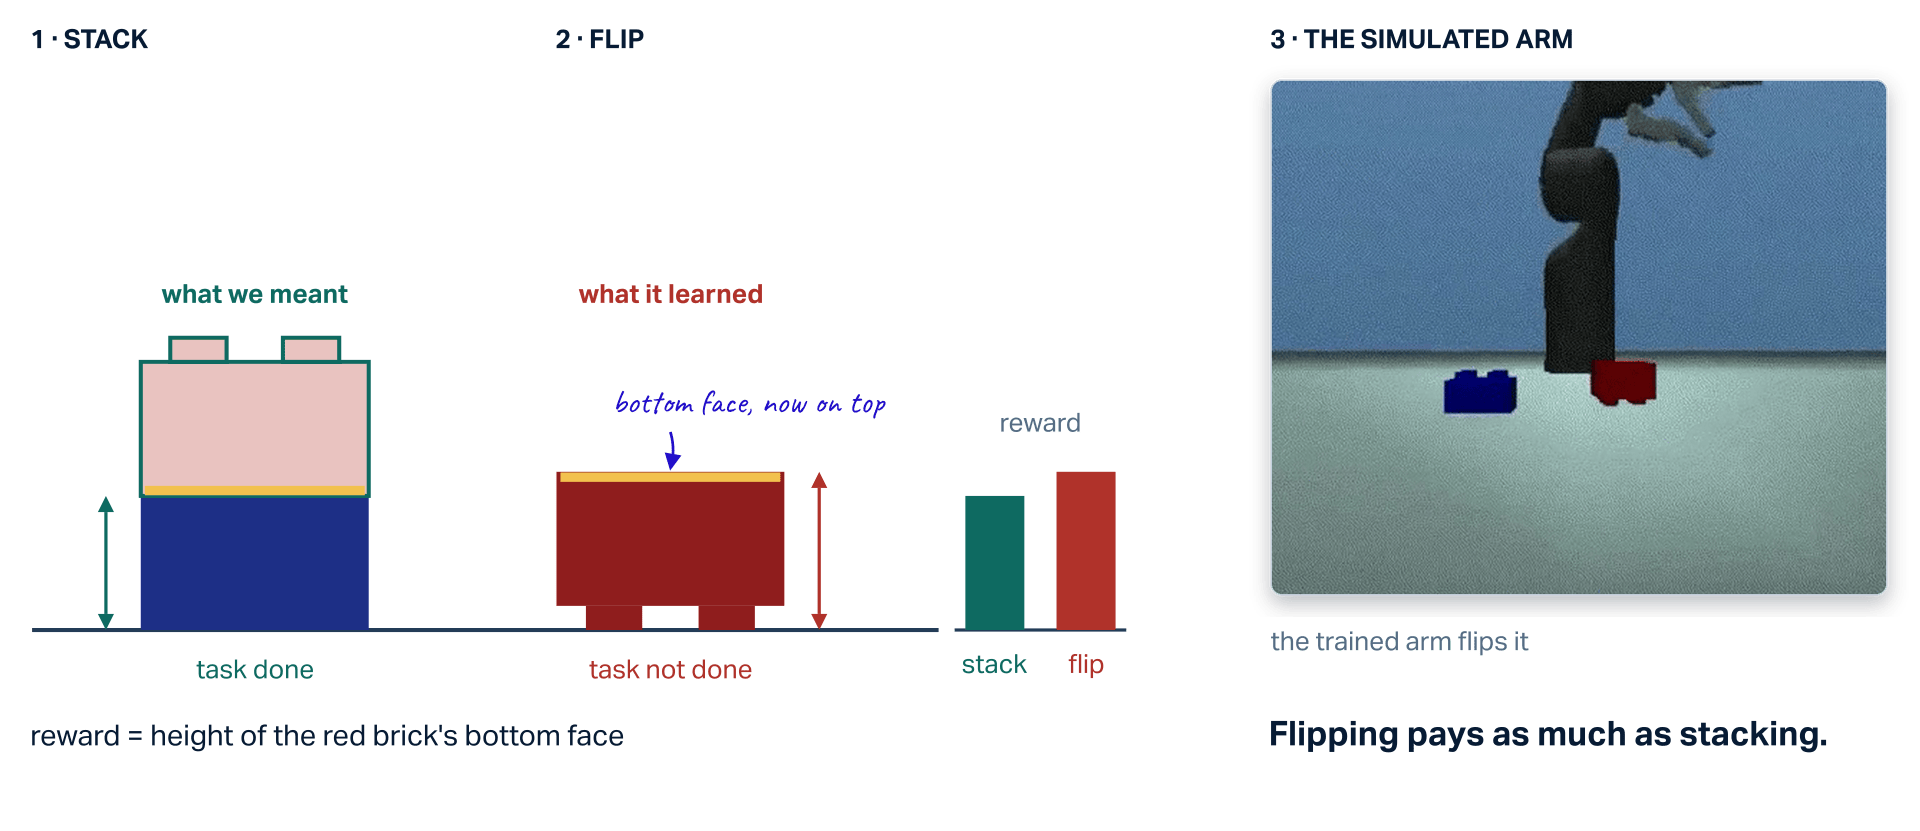 1 · STACK
2 · FLIP
3 · THE SIMULATED ARM
what we meant
what it learned
bottom face, now on top
reward
task done
task not done
stack
flip
the trained arm flips it
reward = height of the red brick's bottom face
Flipping pays as much as stacking.